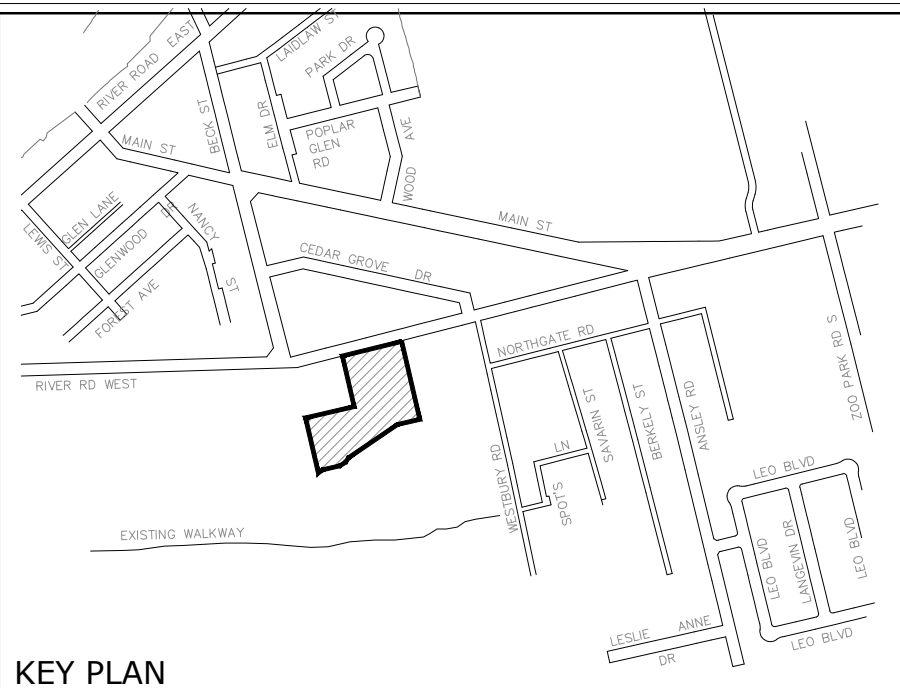 RIVER ROAD EAST
LAIDLAW ST
PARK DR
BECK ST
ELM DR
POPLAR
GLEN
RD
WOOD AVE
MAIN ST
GLEN LANE
LEWIS ST
GLENWOOD DR
NANCY ST
FOREST AVE
MAIN ST
CEDAR GROVE DR
RIVER RD WEST
NORTHGATE RD
ZOO PARK RD S
WESTBURY RD
SPOT'S LN
SAVARIN ST
BERKELY ST
ANSLEY RD
LEO BLVD
LEO BLVD
LANGEVIN DR
LEO BLVD
LEO BLVD
EXISTING WALKWAY
LESLIE ANNE
DR
KEY PLAN